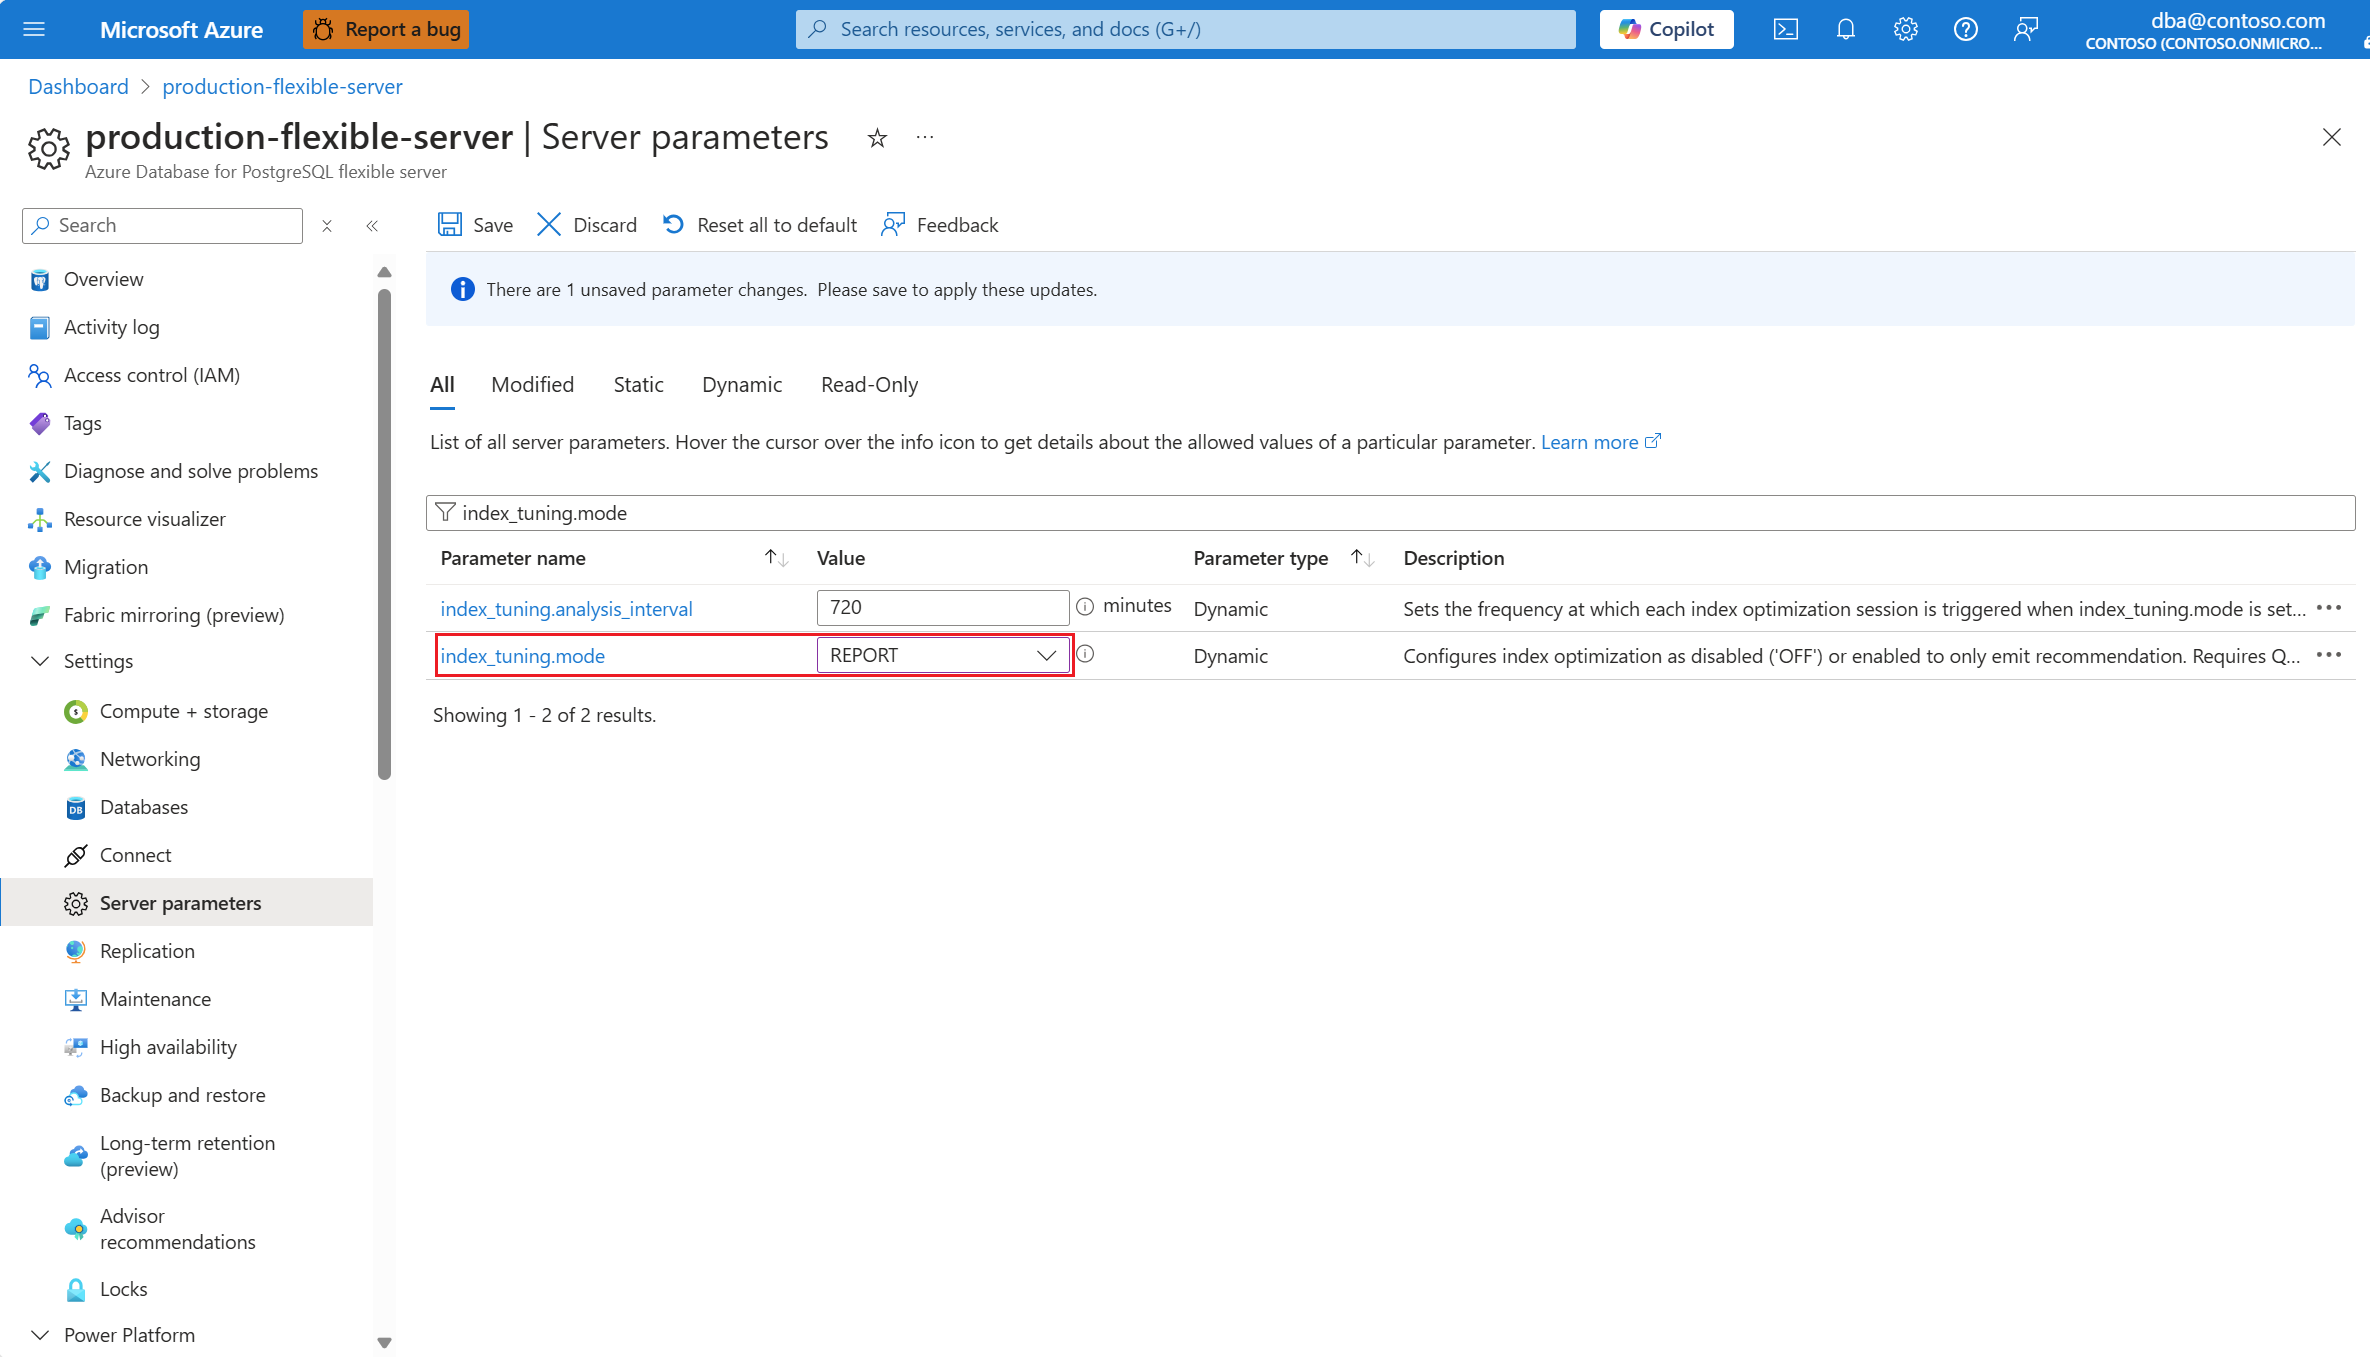 Microsoft Azure
Report a bug
Search resources, services, and docs (G+/)
Copilot
dba@contoso.com
CONTOSO (CONTOSO.ONMICRO...
Dashboard > production-flexible-server
production-flexible-server | Server parameters
Azure Database for PostgreSQL flexible server
Search
Save
Discard
Reset all to default
Feedback
There are 1 unsaved parameter changes. Please save to apply these updates.
Overview
Activity log
Access control (IAM)
Tags
Diagnose and solve problems
Resource visualizer
Migration
Fabric mirroring (preview)
Settings
Compute + storage
Networking
Databases
Connect
Server parameters
Replication
Maintenance
High availability
Backup and restore
Long-term retention
(preview)
Advisor
recommendations
Locks
Power Platform
All
Modified
Static
Dynamic
Read-Only
List of all server parameters. Hover the cursor over the info icon to get details about the allowed values of a particular parameter. Learn more
index_tuning.mode
Parameter name
Value
Parameter type
Description
index_tuning.analysis_interval
720
minutes
Dynamic
Sets the frequency at which each index optimization session is triggered when index_tuning.mode is set...
index_tuning.mode
REPORT
Dynamic
Configures index optimization as disabled ('OFF') or enabled to only emit recommendation. Requires Q...
Showing 1 - 2 of 2 results.